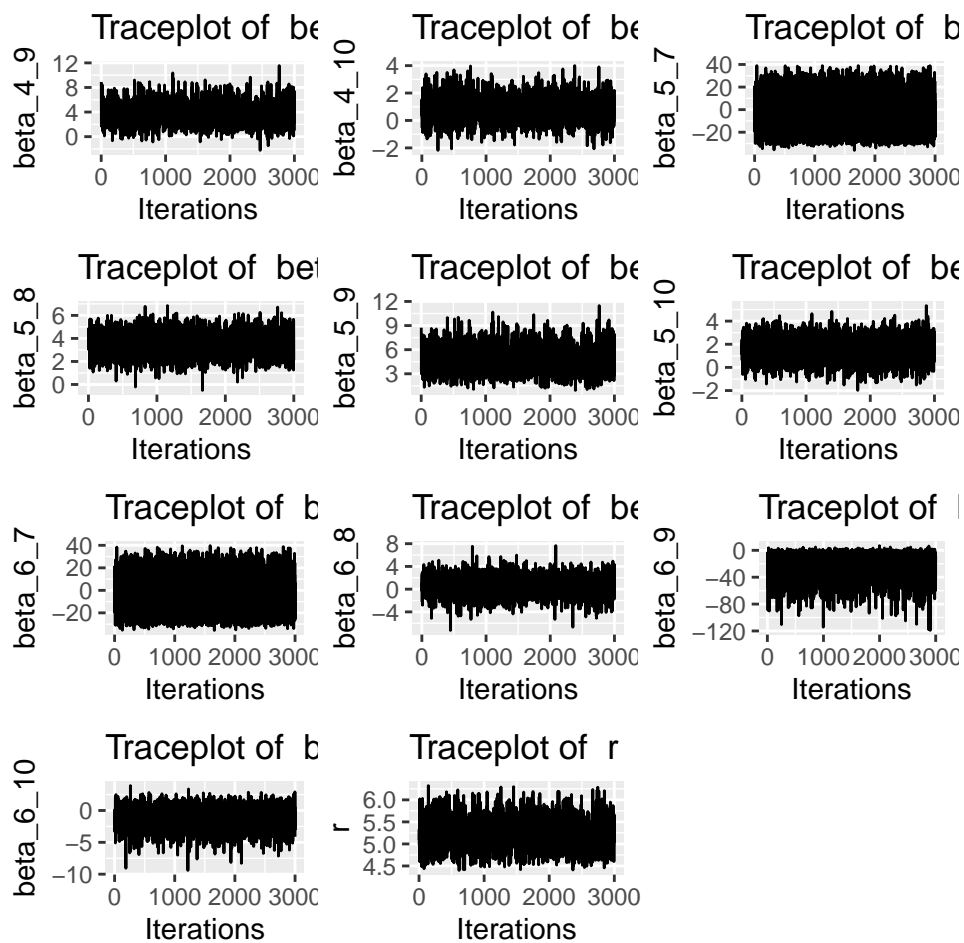 Traceplot of be
beta_4_9
12
8
4
0
0 1000 2000 3000
Iterations
Traceplot of be
beta_4_10
4
2
0
−2
0 1000 2000 3000
Iterations
Traceplot of b
beta_5_7
40
20
0
−20
0 1000 2000 3000
Iterations
Traceplot of bet
beta_5_8
6
4
2
0
0 1000 2000 3000
Iterations
Traceplot of be
beta_5_9
12
9
6
3
0 1000 2000 3000
Iterations
Traceplot of be
beta_5_10
4
2
0
−2
0 1000 2000 3000
Iterations
Traceplot of b
beta_6_7
40
20
0
−20
0 1000 2000 3000
Iterations
Traceplot of be
beta_6_8
8
4
0
−4
0 1000 2000 3000
Iterations
Traceplot of
beta_6_9
0
−40
−80
−120
0 1000 2000 3000
Iterations
Traceplot of b
beta_6_10
0
−5
−10
0 1000 2000 3000
Iterations
Traceplot of r
r
6.0
5.5
5.0
4.5
0 1000 2000 3000
Iterations